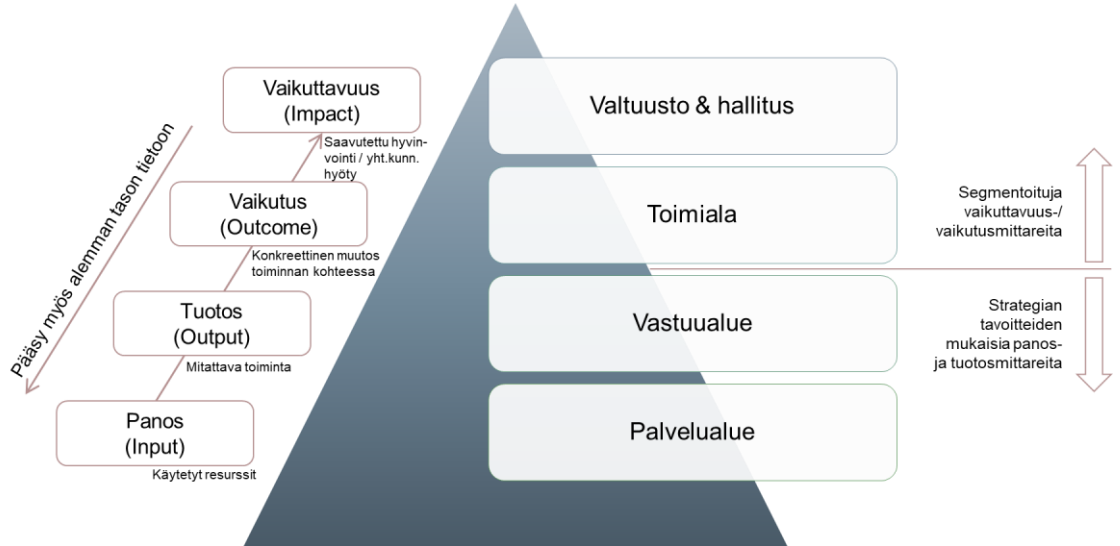 Vaikuttavuus
(Impact)
Saavutettu hyvin-
vointi / yht.kunn.
hyöty
Vaikutus
(Outcome)
Konkreettinen muutos
toiminnan kohteessa
Tuotos
(Output)
Mitattava toiminta
Panos
(Input)
Käytetyt resurssit
Pääsy myös alemman tason tietoon
Valtuusto & hallitus
Toimiala
Vastuualue
Palvelualue
Segmentoituja
vaikuttavuus-/
vaikutusmittareita
Strategian
tavoitteiden
mukaisia panos-
ja tuotosmittareita